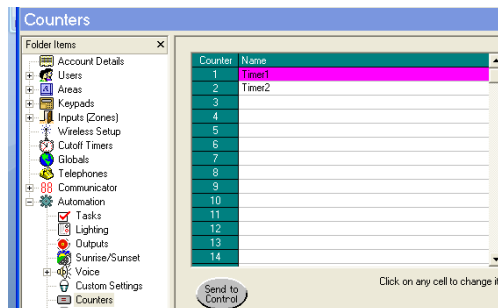 Counters
Folder Items X
Account Details
Users
Areas
Keypads
Inputs (Zones)
Wireless Setup
Cutoff Timers
Globals
Telephones
88 Communicator
Automation
Tasks
Lighting
Outputs
Sunrise/Sunset
Voice
Custom Settings
Counters
Counter Name
1 Timer1
2 Timer2
3
4
5
6
7
8
9
10
11
12
13
14
Send to
Control
Click on any cell to change